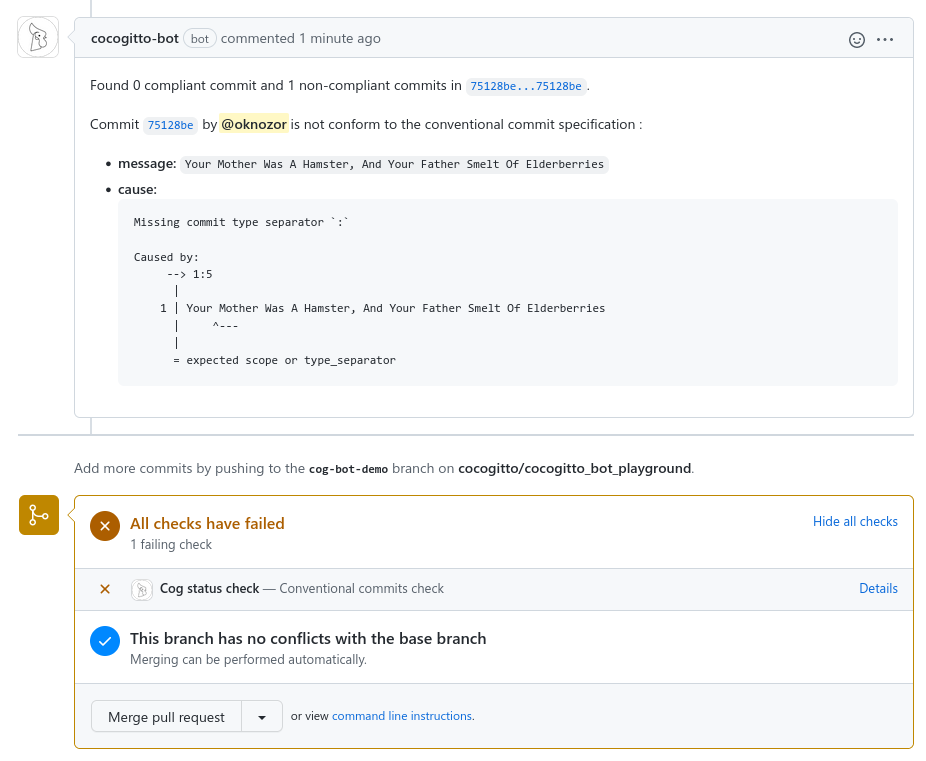 cocogitto-bot bot commented 1 minute ago
Found 0 compliant commit and 1 non-compliant commits in 75128be...75128be.
Commit 75128be by @oknozor is not conform to the conventional commit specification :
• message: Your Mother Was A Hamster, And Your Father Smelt Of Elderberries
• cause:
Missing commit type separator `:`
Caused by:
--> 1:5
|
1 | Your Mother Was A Hamster, And Your Father Smelt Of Elderberries
| ^---
|
= expected scope or type_separator
Add more commits by pushing to the cog-bot-demo branch on cocogitto/cocogitto_bot_playground.
All checks have failed
Hide all checks
1 failing check
Cog status check — Conventional commits check
Details
This branch has no conflicts with the base branch
Merging can be performed automatically.
Merge pull request
or view command line instructions.